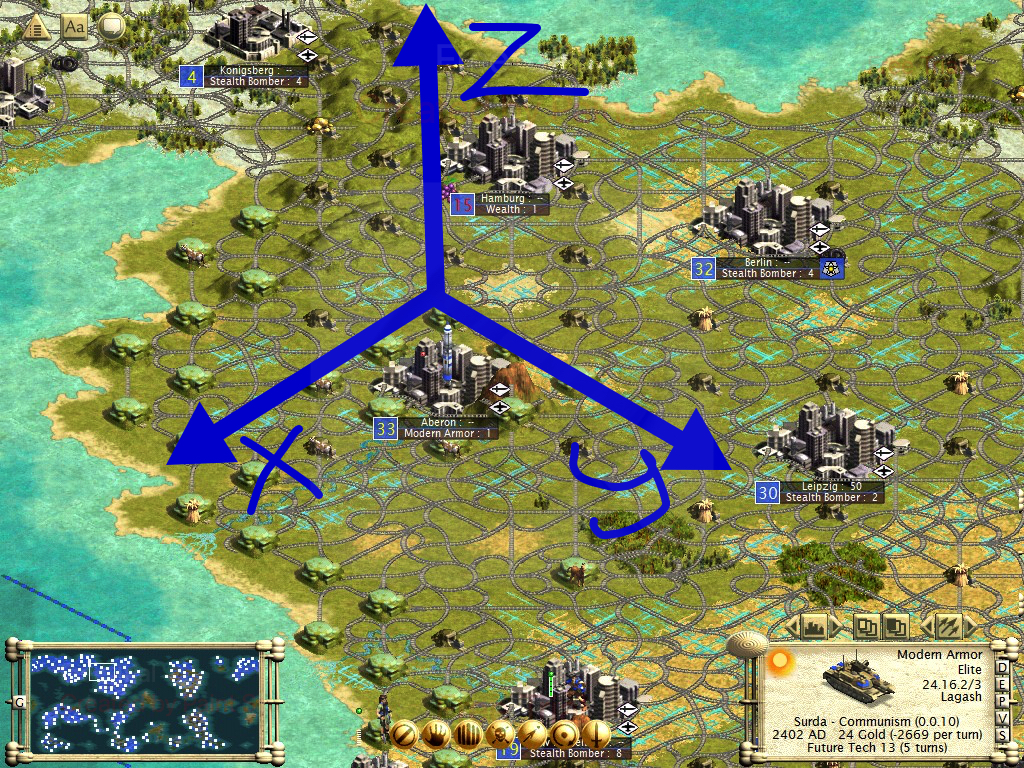 Aa
Z
4
Konigsberg : --
Stealth Bomber : 4
15
Hamburg : --
Wealth : 1
32
Berlin : --
Stealth Bomber : 4
33
Aberon : --
Modern Armor : 1
X
y
30
Leipzig : 50
Stealth Bomber : 2
19
Stealth Bomber : 8
G
Modern Armor
Elite
24.16.2/3
Lagash
Surda - Communism (0.0.10)
2402 AD 24 Gold (-2669 per turn)
Future Tech 13 (5 turns)
D
E
P
V
S